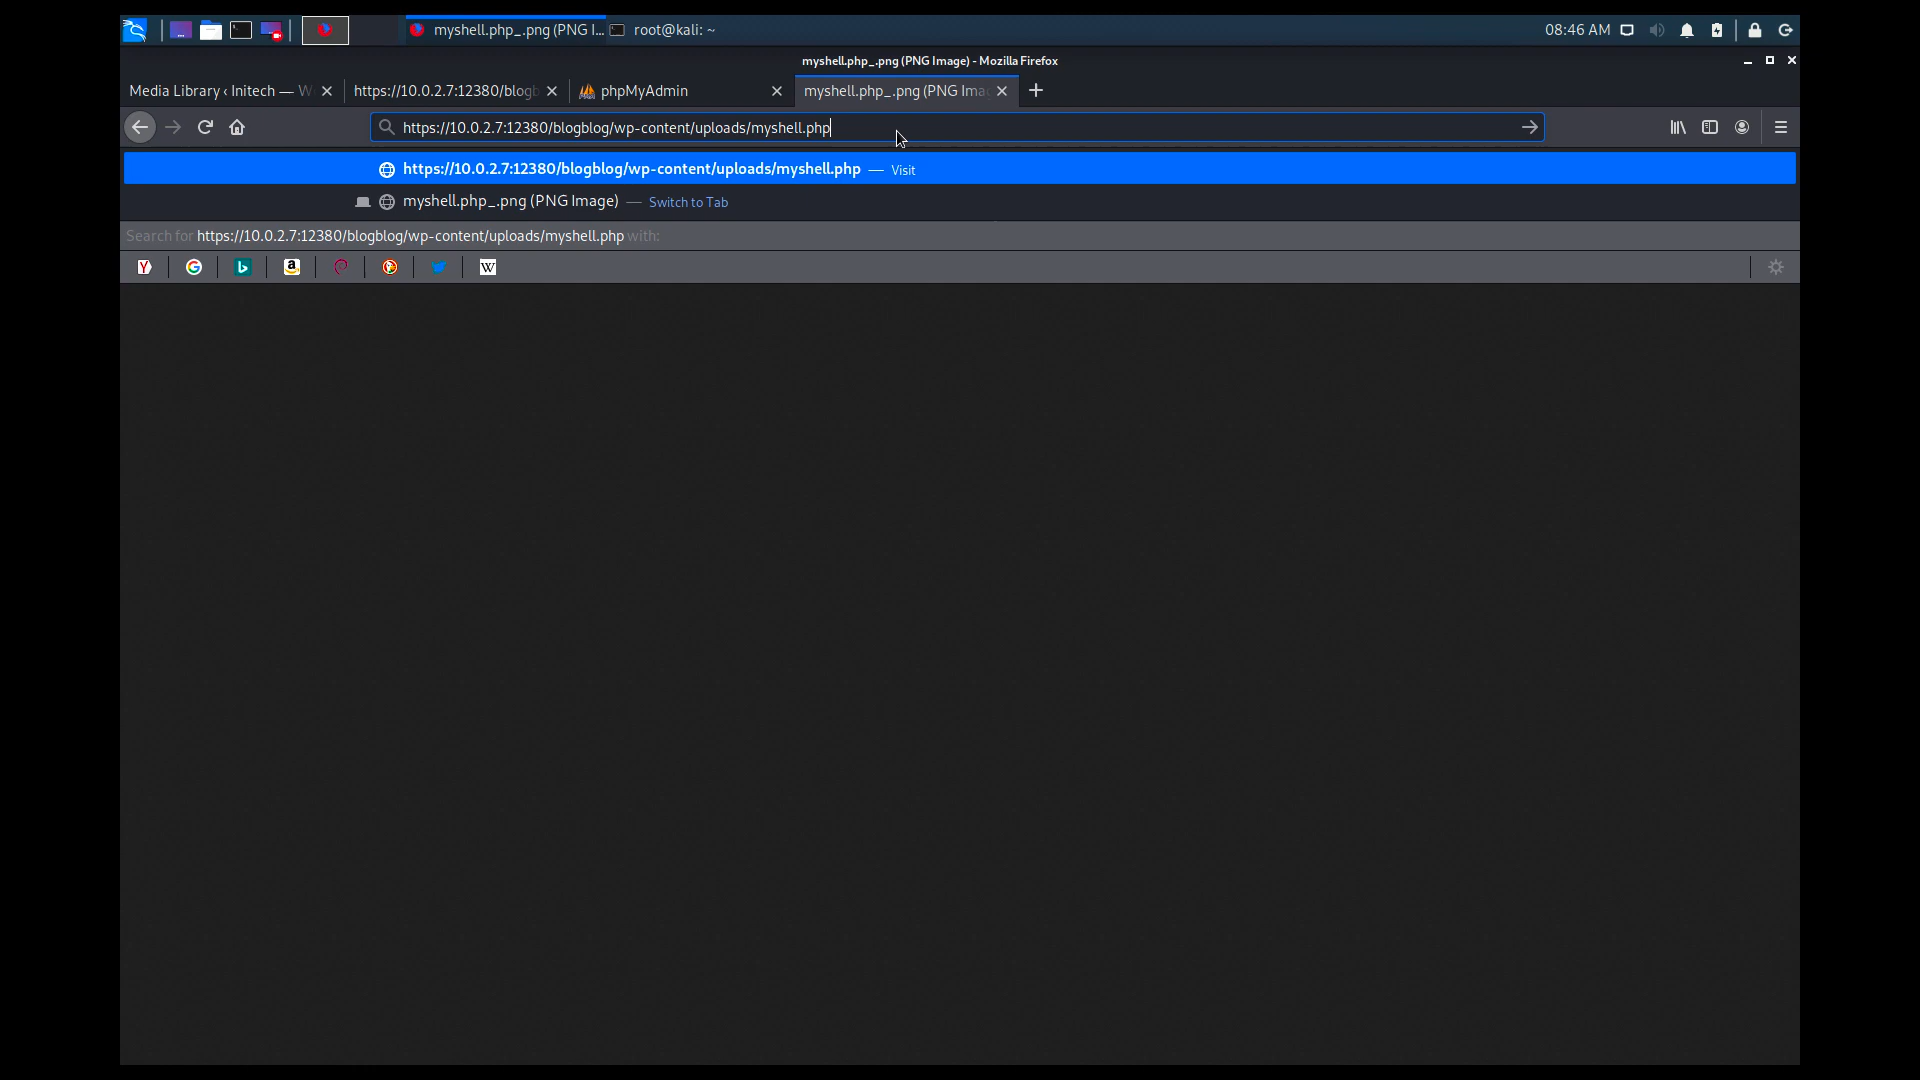 myshell.php_.png (PNG I... root@kali: ~ 08:46 AM
myshell.php_.png (PNG Image) - Mozilla Firefox
Media Library ‹ Initech — W https://10.0.2.7:12380/blogb phpMyAdmin myshell.php_.png (PNG Ima
https://10.0.2.7:12380/blogblog/wp-content/uploads/myshell.php
https://10.0.2.7:12380/blogblog/wp-content/uploads/myshell.php — Visit
myshell.php_.png (PNG Image) — Switch to Tab
Search for https://10.0.2.7:12380/blogblog/wp-content/uploads/myshell.php with: